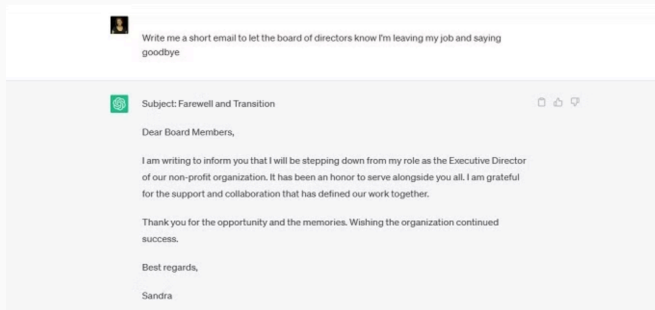 Write me a short email to let the board of directors know I'm leaving my job and saying
goodbye
Subject: Farewell and Transition
Dear Board Members,
I am writing to inform you that I will be stepping down from my role as the Executive Director
of our non-profit organization. It has been an honor to serve alongside you all. I am grateful
for the support and collaboration that has defined our work together.
Thank you for the opportunity and the memories. Wishing the organization continued
success.
Best regards,
Sandra